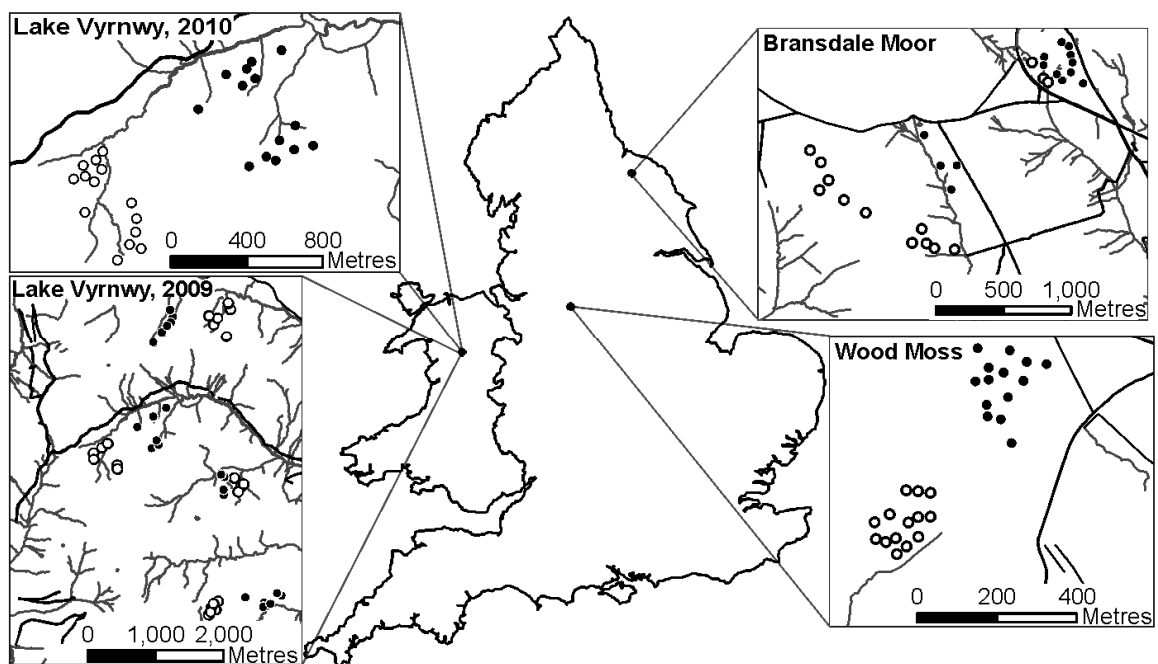 Lake Vyrnwy, 2010
0 400 800
Metres
Bransdale Moor
0 500 1,000
Metres
Lake Vyrnwy, 2009
0 1,000 2,000
Metres
Wood Moss
0 200 400
Metres